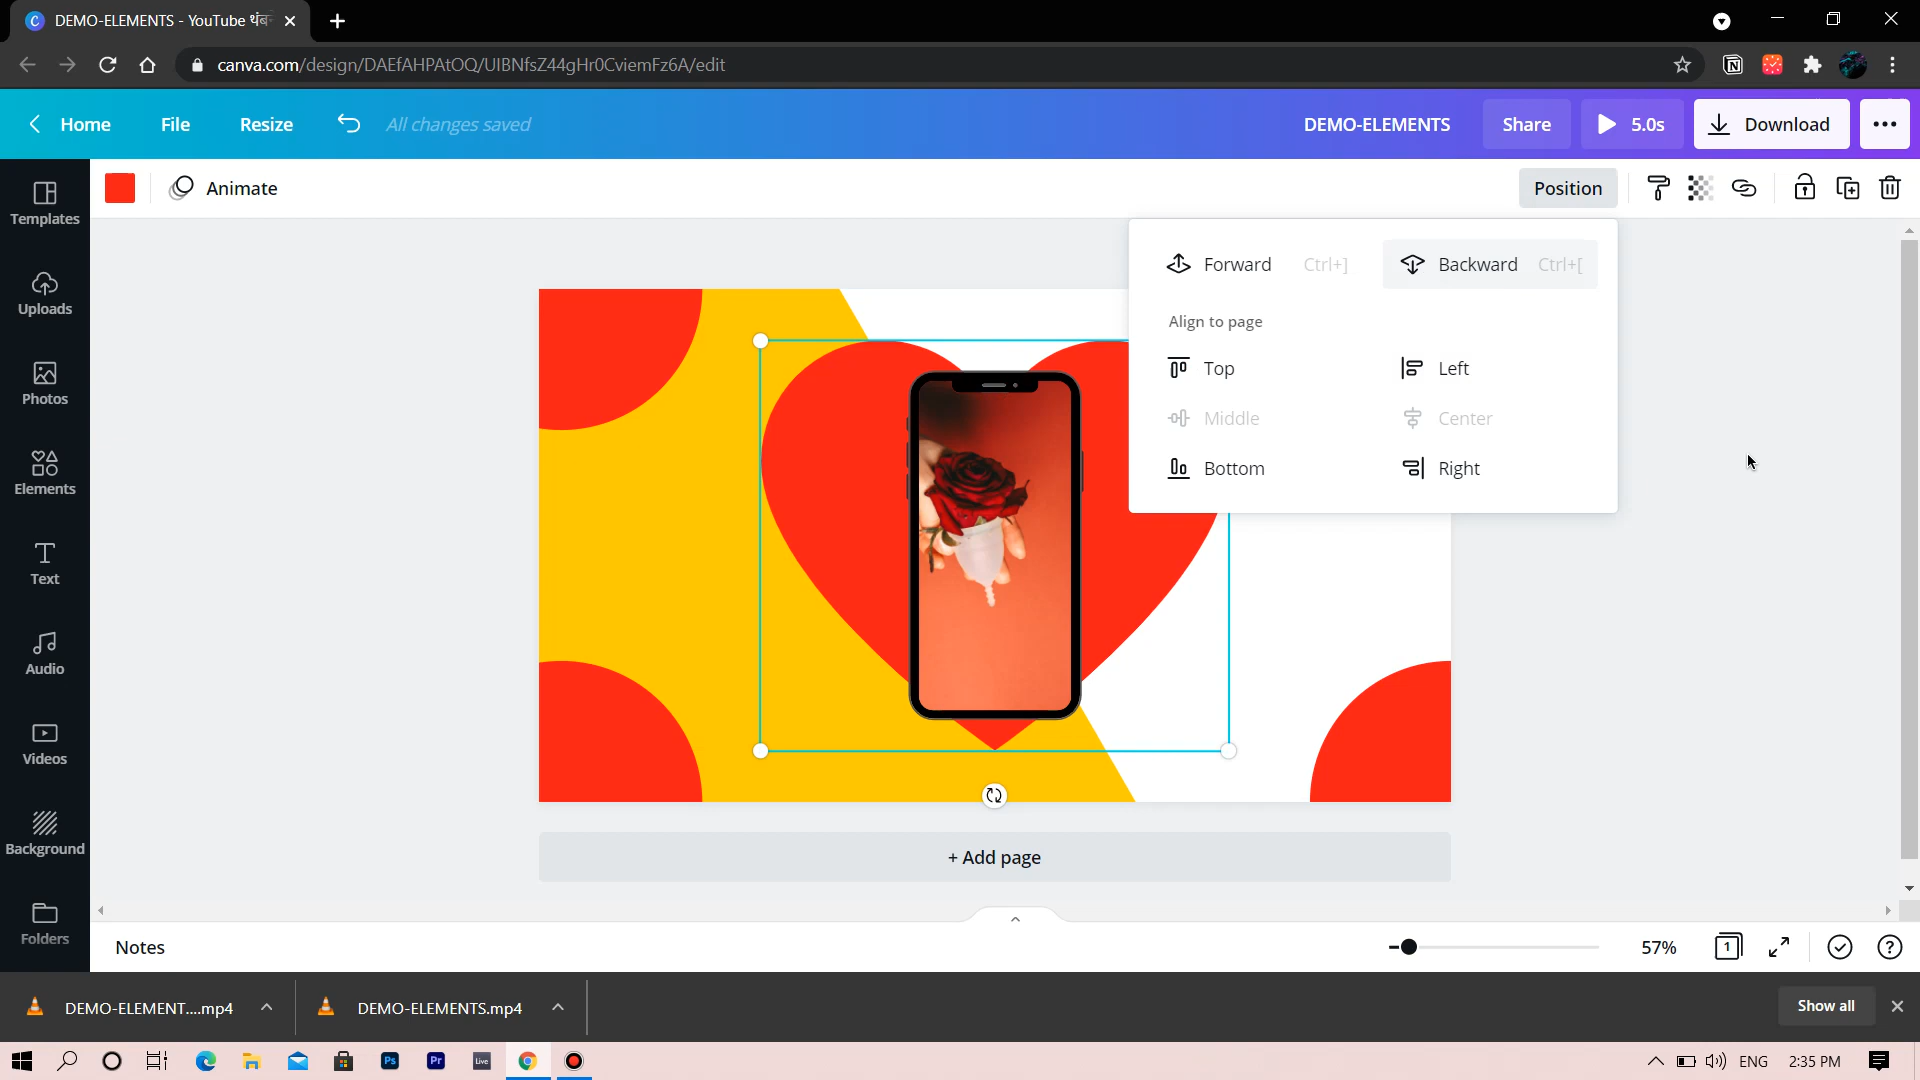 DEMO-ELEMENTS - YouTube थंब
canva.com/design/DAEfAHPAtOQ/UIBNfsZ44gHr0CviemFz6A/edit
Home
File
Resize
All changes saved
DEMO-ELEMENTS
Share
5.0s
Download
Animate
Position
Templates
Uploads
Photos
Elements
Text
Audio
Videos
Background
Folders
Forward Ctrl+]
Backward Ctrl+[
Align to page
Top
Left
Middle
Center
Bottom
Right
+ Add page
Notes
57%
1
DEMO-ELEMENT....mp4
DEMO-ELEMENTS.mp4
Show all
Ps
Pr
Live
ENG
2:35 PM